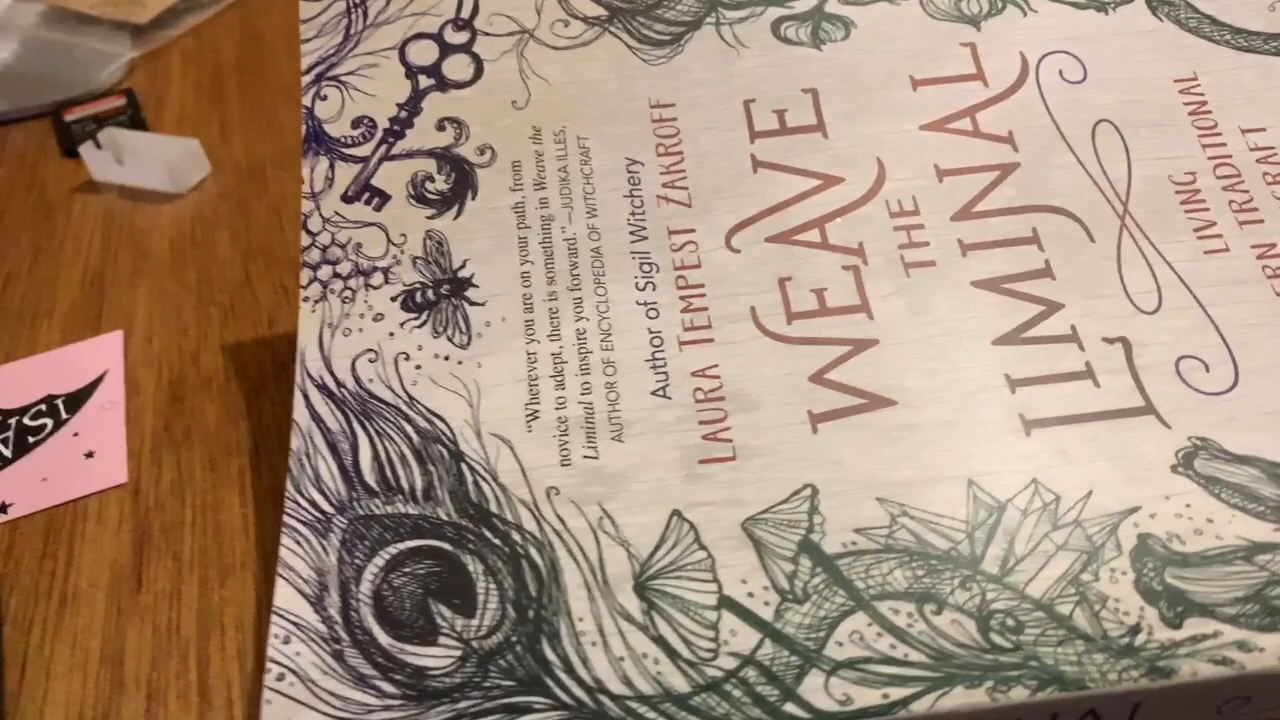 "Wherever you are on your path, from
novice to adept, there is something in Weave the
Liminal to inspire you forward."—JUDIKA ILLES,
AUTHOR OF ENCYCLOPEDIA OF WITCHCRAFT
Author of Sigil Witchery
LAURA TEMPEST ZAKROFF
WEAVE
THE
LIMINAL
LIVING
TRADITIONAL
ISA